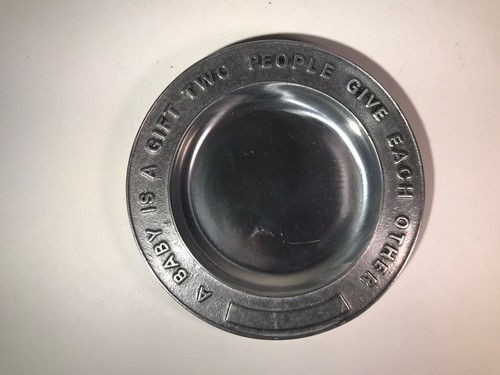 A BABY IS A GIFT TWO PEOPLE GIVE EACH OTHER